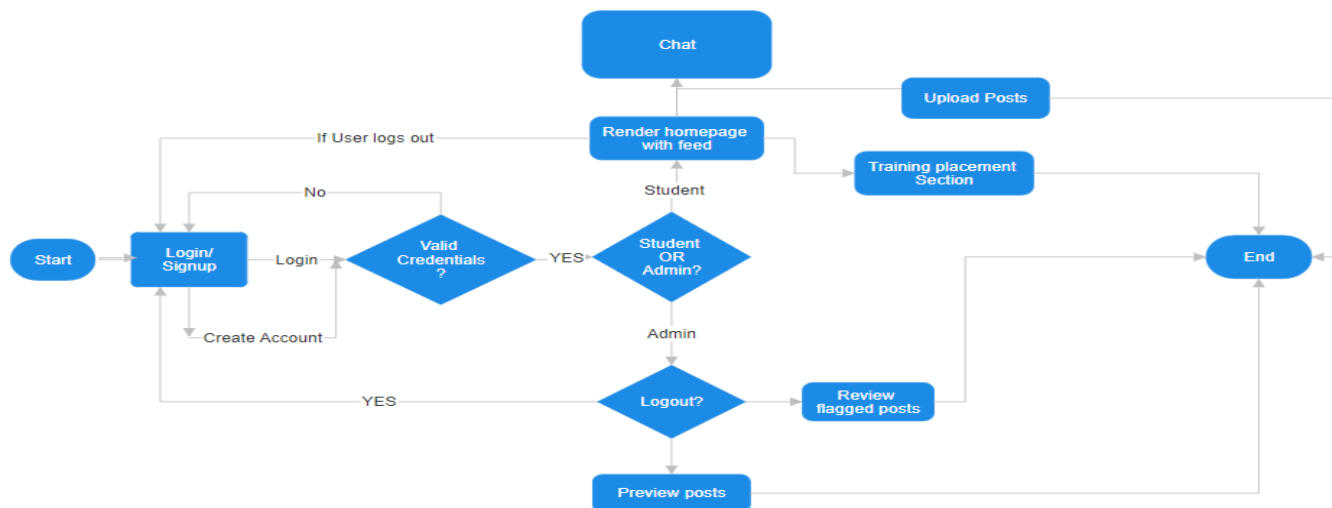 Chat
Upload Posts
If User logs out
Render homepage
with feed
Training placement
Section
No
Student
Start
Login/
Signup
Login
Valid
Credentials
?
YES
Student
OR
Admin?
End
Create Account
Admin
YES
Logout?
Review
flagged posts
Preview posts